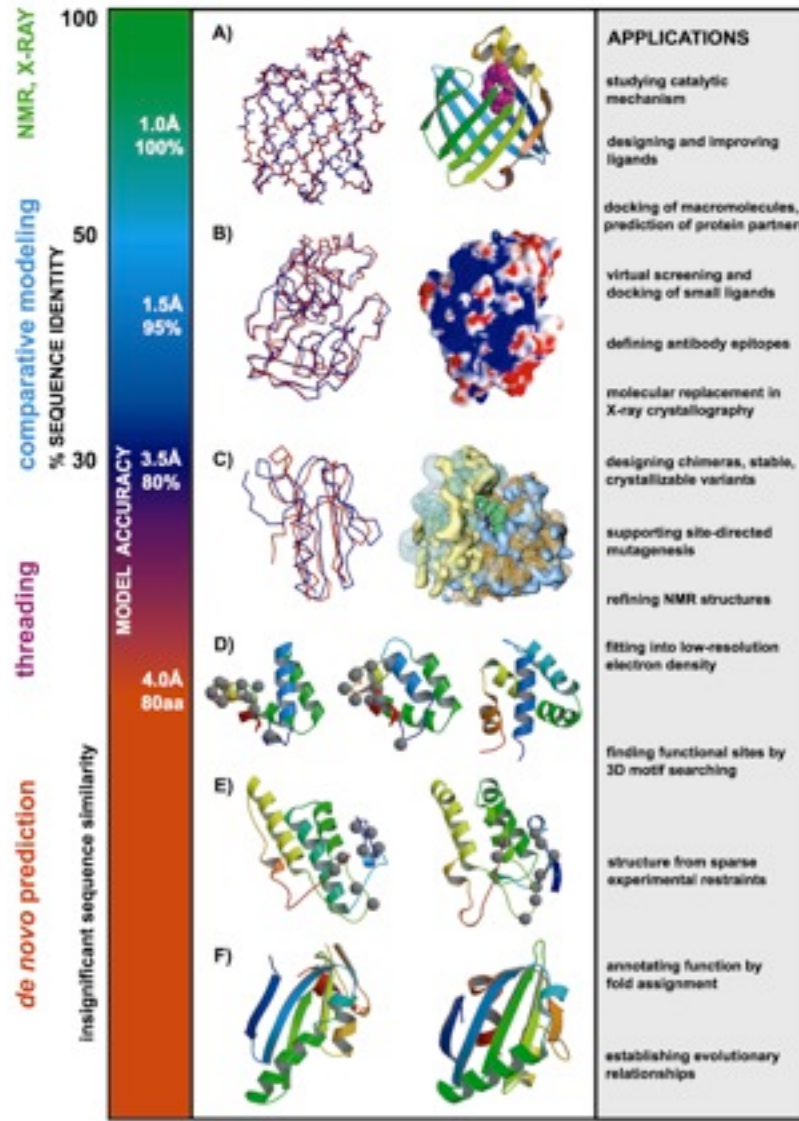 NMR, X-RAY
comparative modeling
threading
de novo prediction
% SEQUENCE IDENTITY
insignificant sequence similarity
100
50
30
MODEL ACCURACY
1.0Å
100%
1.5Å
95%
3.5Å
80%
4.0Å
80aa
A)
B)
C)
D)
E)
F)
APPLICATIONS
studying catalytic
mechanism
designing and improving
ligands
docking of macromolecules,
prediction of protein partner
virtual screening and
docking of small ligands
defining antibody epitopes
molecular replacement in
X-ray crystallography
designing chimeras, stable,
crystallizable variants
supporting site-directed
mutagenesis
refining NMR structures
fitting into low-resolution
electron density
finding functional sites by
3D motif searching
structure from sparse
experimental restraints
annotating function by
fold assignment
establishing evolutionary
relationships